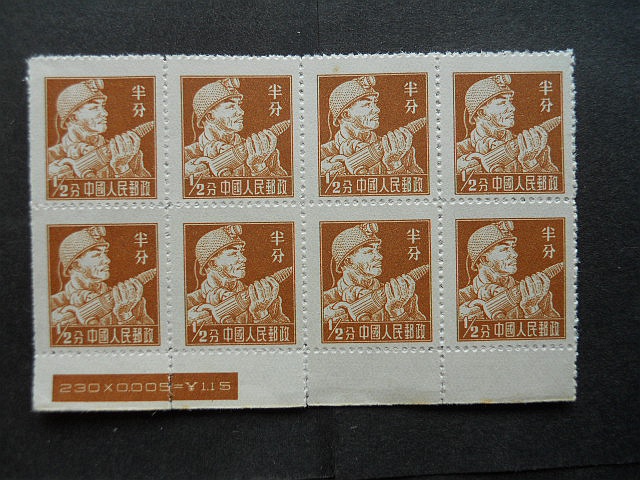 半分
1/2分 中國人民郵政
半分
1/2分 中國人民郵政
半分
1/2分 中國人民郵政
半分
1/2分 中國人民郵政
半分
1/2分 中國人民郵政
半分
1/2分 中國人民郵政
半分
1/2分 中國人民郵政
半分
1/2分 中國人民郵政
230×0.005=¥1.15